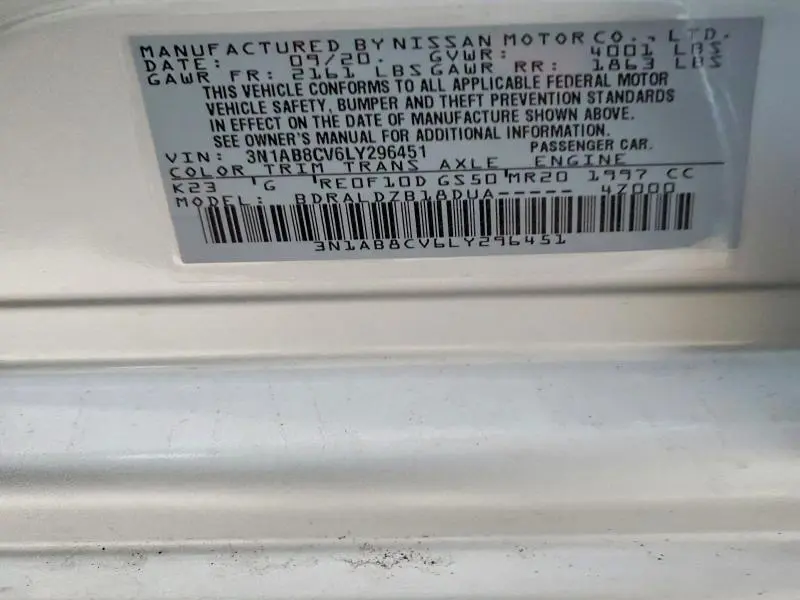 MANUFACTURED BY NISSAN MOTOR CO., LTD.
DATE: 09/20. GVWR: 4001 LBS
GAWR FR: 2161 LBS GAWR RR: 1863 LBS
THIS VEHICLE CONFORMS TO ALL APPLICABLE FEDERAL MOTOR
VEHICLE SAFETY, BUMPER AND THEFT PREVENTION STANDARDS
IN EFFECT ON THE DATE OF MANUFACTURE SHOWN ABOVE.
SEE OWNER'S MANUAL FOR ADDITIONAL INFORMATION.
VIN: 3N1AB8CV6LY296451 PASSENGER CAR.
COLOR TRIM TRANS AXLE ENGINE
K23 G RE0F10D GS50 MR20 1997 CC
MODEL: BDRALDZB18DUA----- 4Z000
3N1AB8CV6LY296451